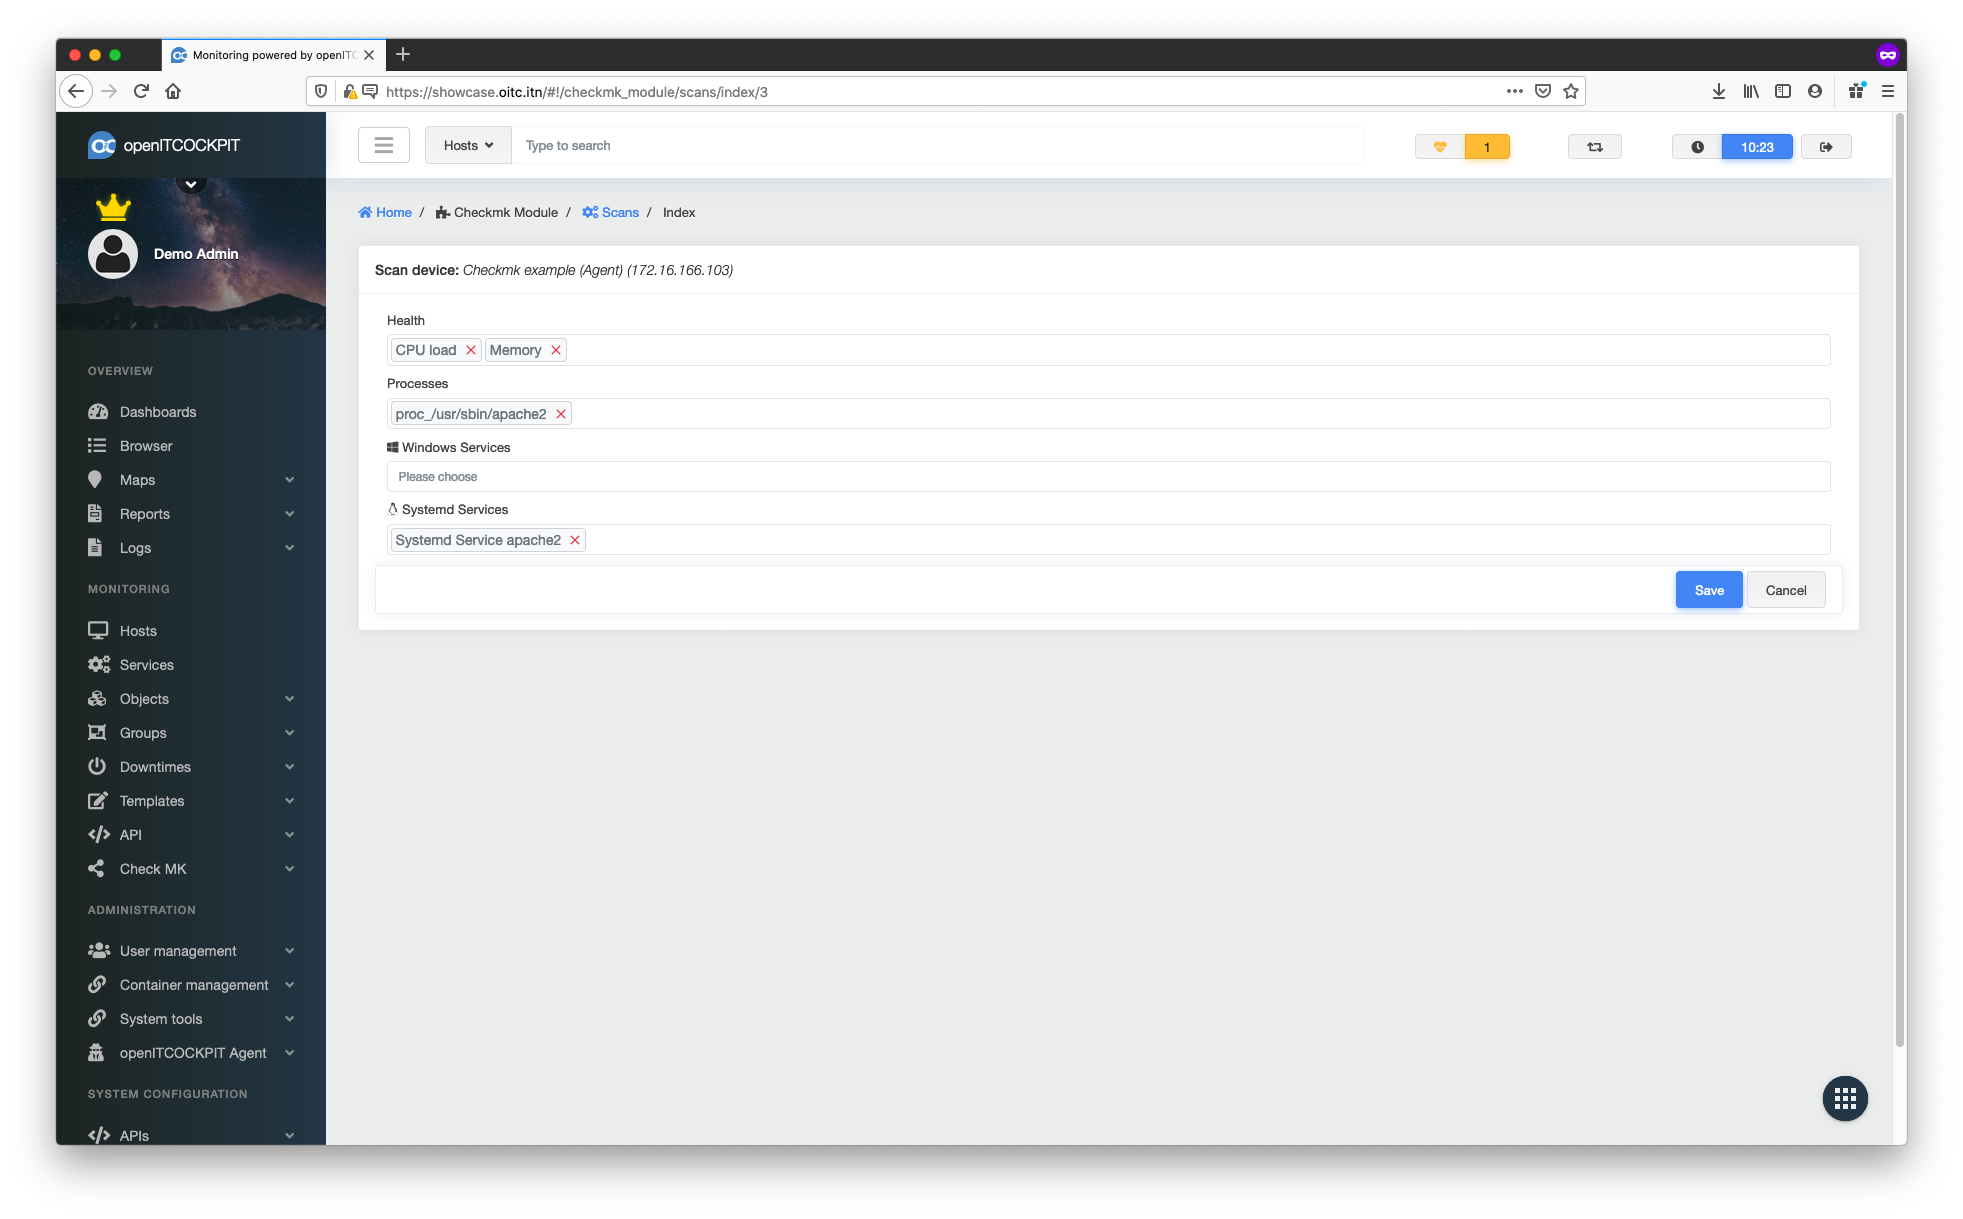 Monitoring powered by openITC
https://showcase.oitc.itn/#!/checkmk_module/scans/index/3
openITCOCKPIT
Hosts
Type to search
1
10:23
Demo Admin
Home / Checkmk Module / Scans / Index
Scan device: Checkmk example (Agent) (172.16.166.103)
Health
CPU load
Memory
Processes
proc_/usr/sbin/apache2
Windows Services
Please choose
Systemd Services
Systemd Service apache2
Save
Cancel
OVERVIEW
Dashboards
Browser
Maps
Reports
Logs
MONITORING
Hosts
Services
Objects
Groups
Downtimes
Templates
API
Check MK
ADMINISTRATION
User management
Container management
System tools
openITCOCKPIT Agent
SYSTEM CONFIGURATION
APIs